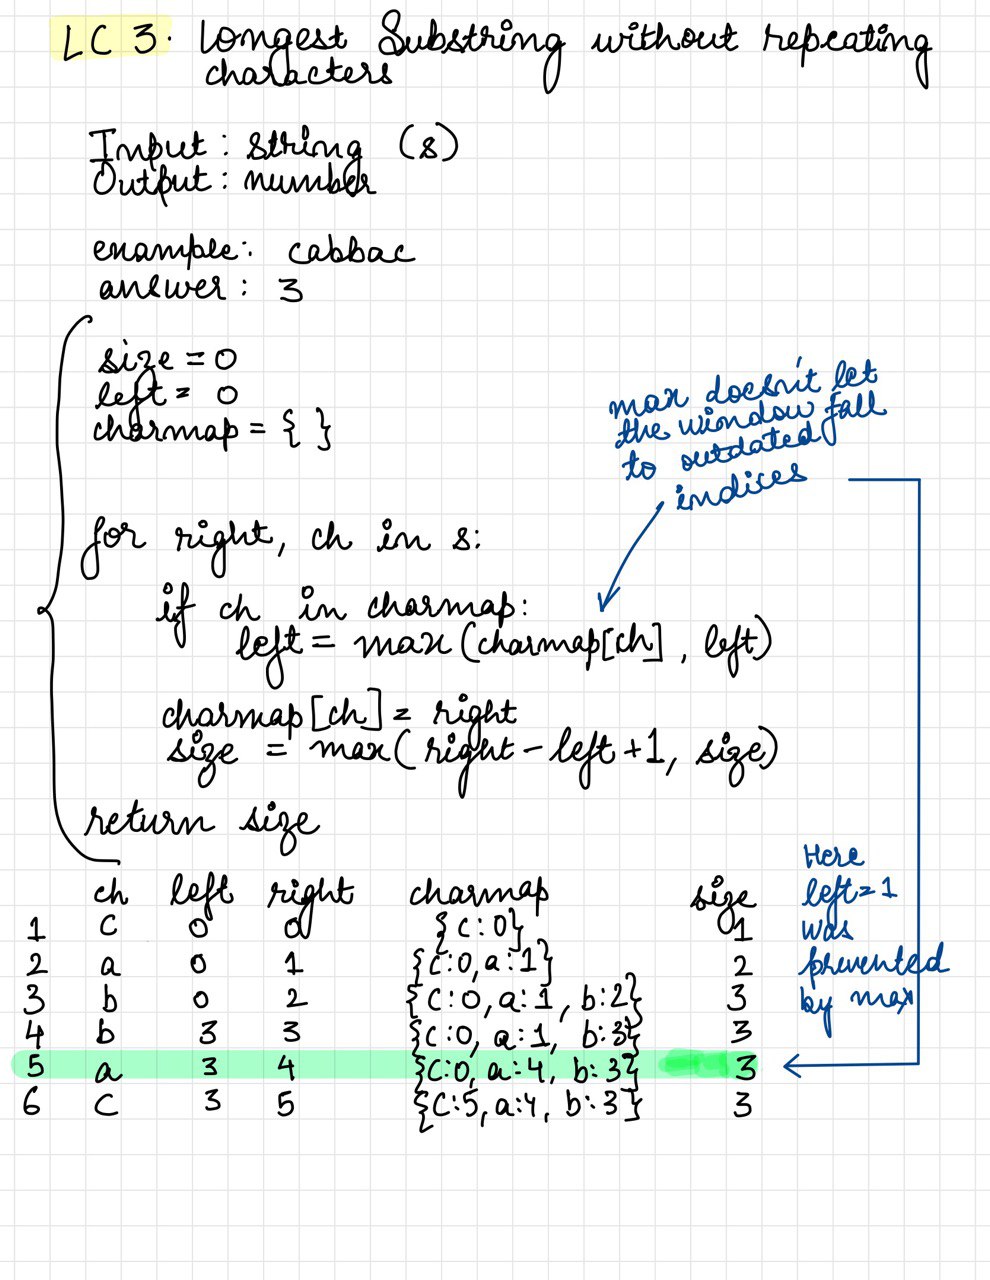 LC 3. Longest Substring without repeating
characters
Input : string (s)
Output : number
example: cabbac
answer : 3
size = 0
left = 0
charmap = { }
for right, ch in s:
if ch in charmap:
left = max (charmap[ch] , left)
charmap [ch] = right
size = max( right - left +1, size)
return size
max doesn't let
the window fall
to outdated
indices
ch left right charmap size
1 C 0 0 {c:0} 1
2 a 0 1 {c:0, a:1} 2
3 b 0 2 {c:0, a:1, b:2} 3
4 b 3 3 {c:0, a:1, b:3} 3
5 a 3 4 {c:0, a:4, b:3} 3
6 C 3 5 {c:5, a:4, b:3} 3
Here
left=1
was
prevented
by max